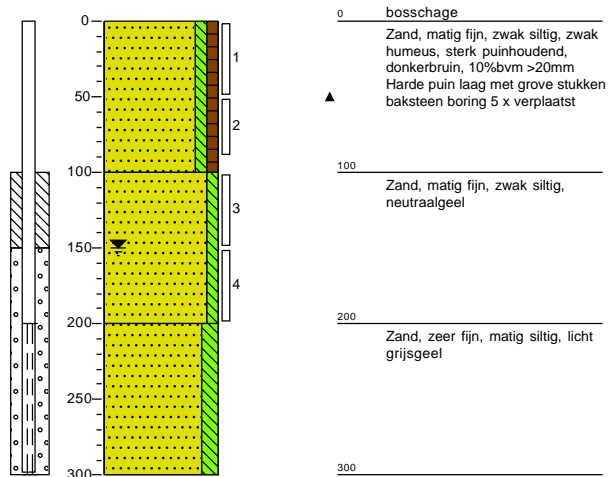 0
50
100
150
200
250
300
1
2
3
4
0 bosschage
Zand, matig fijn, zwak siltig, zwak
humeus, sterk puinhoudend,
donkerbruin, 10%bvm >20mm
Harde puin laag met grove stukken
baksteen boring 5 x verplaatst
100
Zand, matig fijn, zwak siltig,
neutraalgeel
200
Zand, zeer fijn, matig siltig, licht
grijsgeel
300